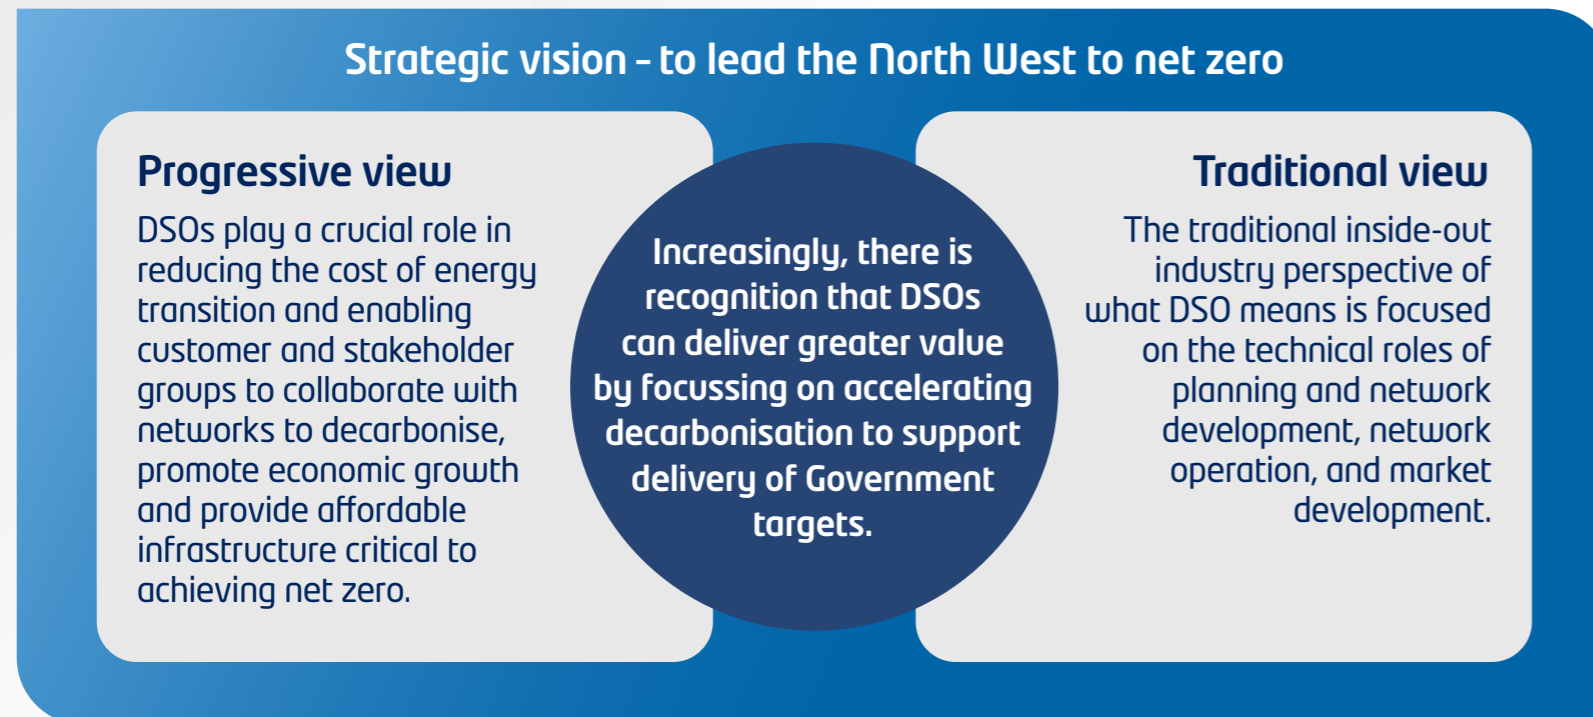 Strategic vision – to lead the North West to net zero
Progressive view
DSOs play a crucial role in
reducing the cost of energy
transition and enabling
customer and stakeholder
groups to collaborate with
networks to decarbonise,
promote economic growth
and provide affordable
infrastructure critical to
achieving net zero.
Increasingly, there is
recognition that DSOs
can deliver greater value
by focussing on accelerating
decarbonisation to support
delivery of Government
targets.
Traditional view
The traditional inside-out
industry perspective of
what DSO means is focused
on the technical roles of
planning and network
development, network
operation, and market
development.